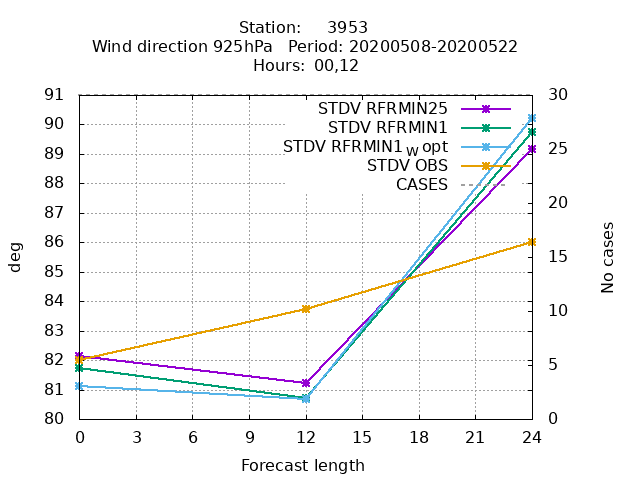 Station: 3953
Wind direction 925hPa Period: 20200508-20200522
Hours: 00,12
91 30
STDV RFRMIN25
90
STDV RFRMIN1
89 25
STDV RFRMIN1 W opt
STDV OBS
88
CASES
87 20
86 15
85
84 10
83
82 5
81
80 0
0 3 6 9 12 15 18 21 24
deg
No cases
Forecast length